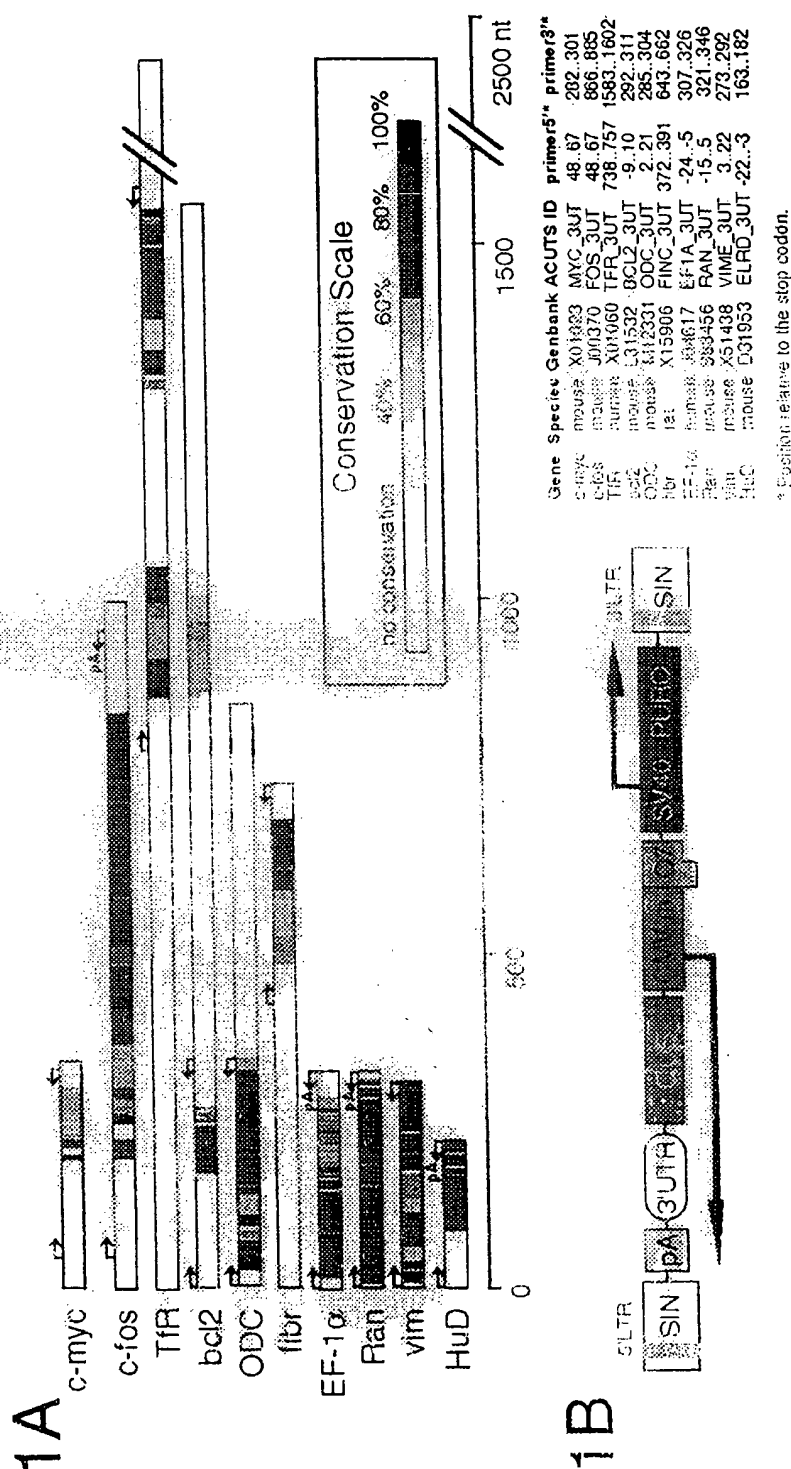 1A
c-myc
c-fos
TfR
bcl2
ODC
fibr
EF-1α
Ran
vim
HuD
pA
pA
pA
pA
Conservation Scale
no conservation 40% 60% 80% 100%
0 500 1000 1500 2500 nt
Gene Species Genbank ACUTS ID primer5'* primer3'*
c-myc mouse X01023 MYC_3UT 48..67 282..301
c-fos mouse J00370 FOS_3UT 48..67 866..885
TfR human X01060 TFR_3UT 738..757 1583..1602
bcl2 mouse L31532 BCL2_3UT -9..10 292..311
ODC mouse M12331 ODC_3UT 2..21 285..304
fibr rat X15906 FINC_3UT 372..391 643..662
EF-1α human EF1A_3UT -24..-5 307..326
Ran mouse RAN_3UT -15..5 321..346
vim mouse X51438 VIME_3UT 3.22 273..292
HuD mouse D31953 ELRD_3UT -22..-3 163..182
* Position relative to the stop codon.
1B
5'LTR
SIN
pA
3'UTR
SV40 PURO
3'LTR
SIN